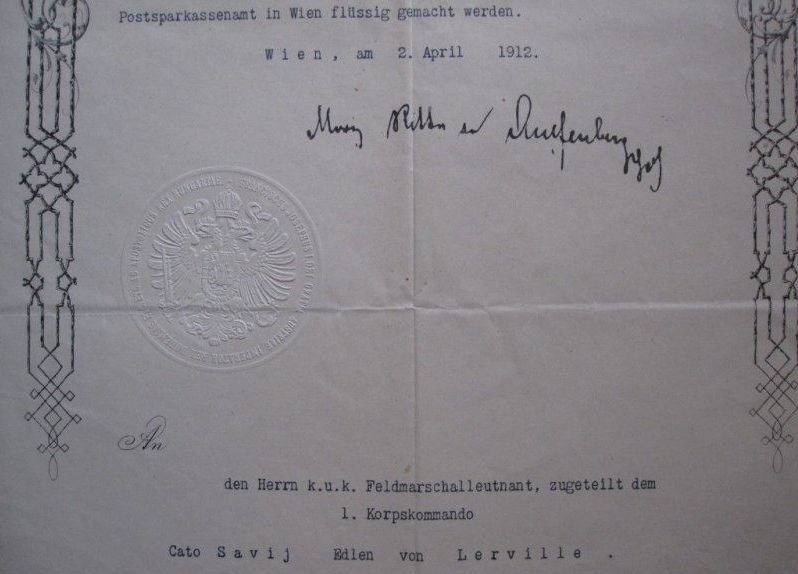 Postsparkassenamt in Wien flüssig gemacht werden.
Wien, am 2. April 1912.
Moriz Ritter
An
den Herrn k.u.k. Feldmarschalleutnant, zugeteilt dem
1. Korpskommando
Cato Savij Edlen von Lerville .